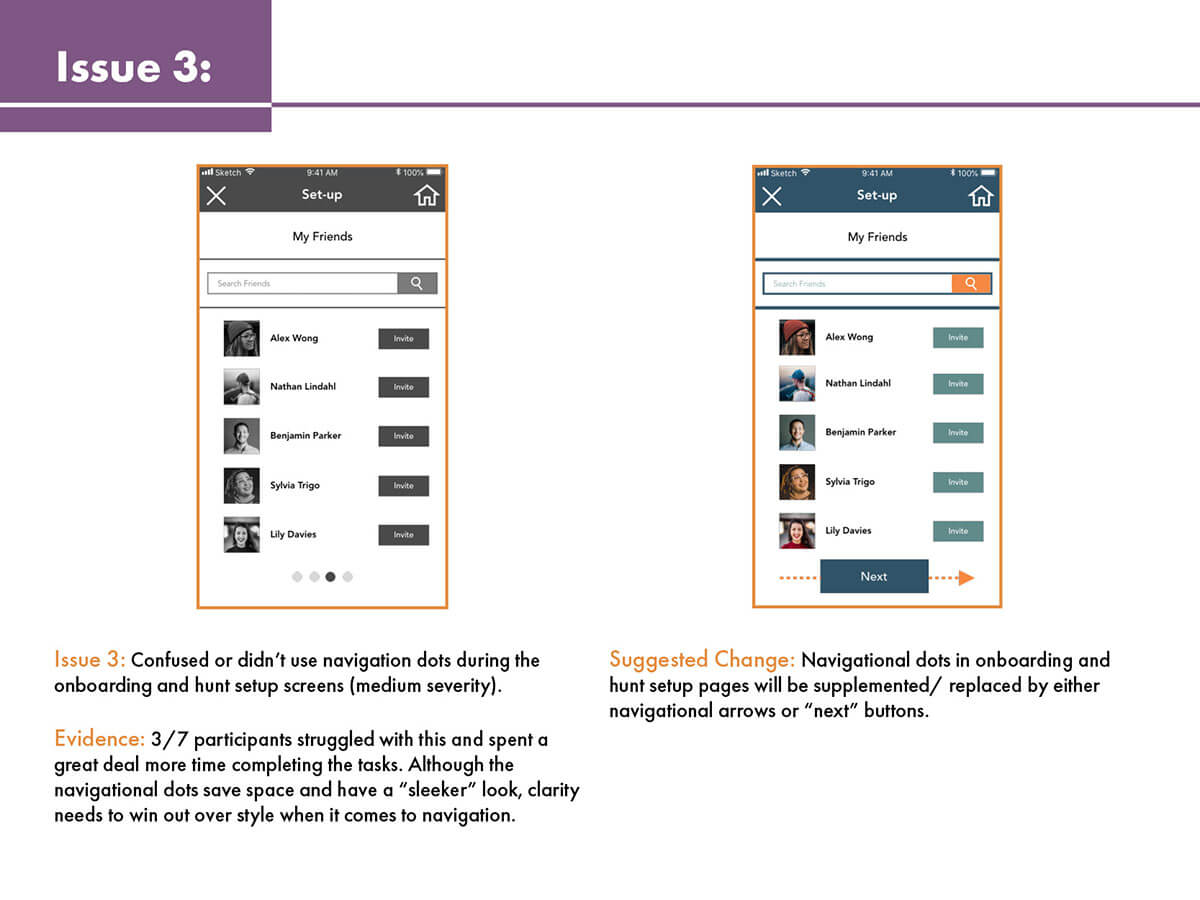 Issue 3:
Sketch 9:41 AM 100%
Set-up
My Friends
Search Friends
Alex Wong Invite
Nathan Lindahl Invite
Benjamin Parker Invite
Sylvia Trigo Invite
Lily Davies Invite
Sketch 9:41 AM 100%
Set-up
My Friends
Search Friends
Alex Wong Invite
Nathan Lindahl Invite
Benjamin Parker Invite
Sylvia Trigo Invite
Lily Davies Invite
Next
Issue 3: Confused or didn’t use navigation dots during the
onboarding and hunt setup screens (medium severity).
Evidence: 3/7 participants struggled with this and spent a
great deal more time completing the tasks. Although the
navigational dots save space and have a “sleeker” look, clarity
needs to win out over style when it comes to navigation.
Suggested Change: Navigational dots in onboarding and
hunt setup pages will be supplemented/ replaced by either
navigational arrows or “next” buttons.